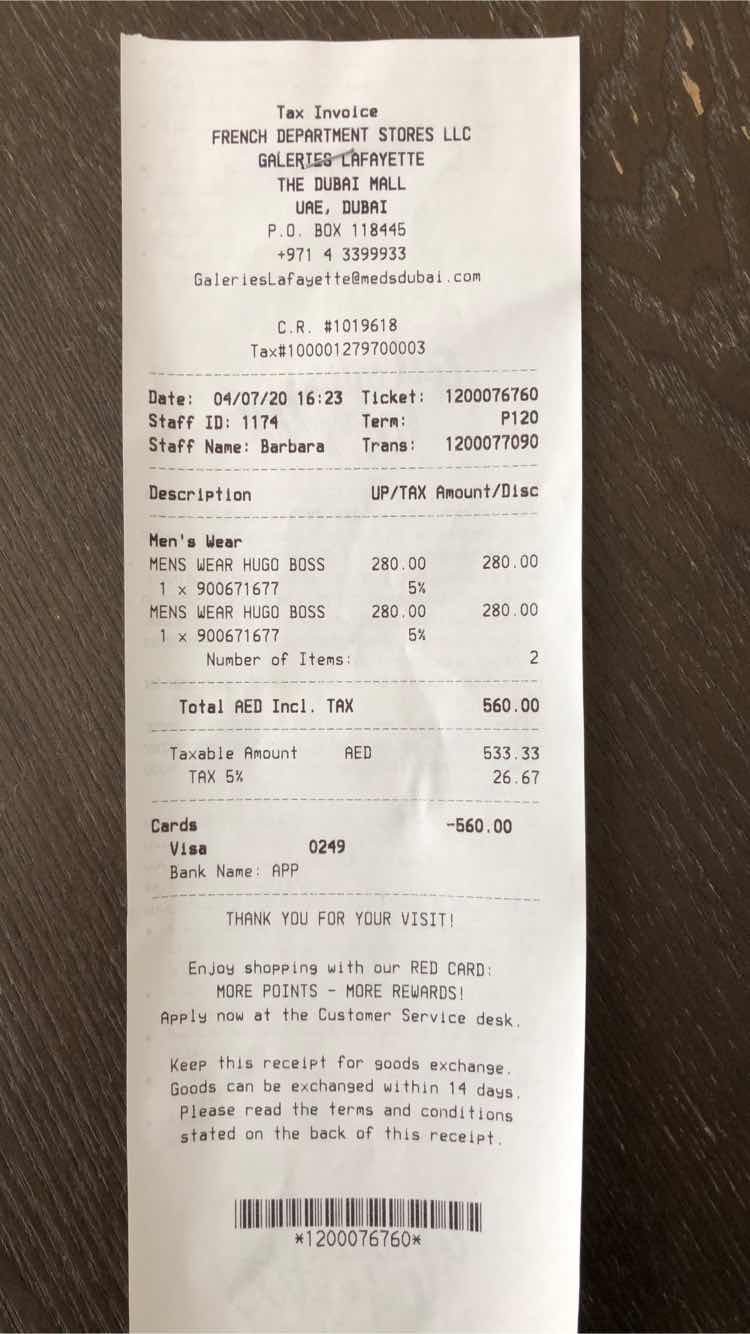 Tax Invoice
FRENCH DEPARTMENT STORES LLC
GALERIES LAFAYETTE
THE DUBAI MALL
UAE, DUBAI
P.O. BOX 118445
+971 4 3399933
GaleriesLafayette@medsdubai.com
C.R. #1019618
Tax#100001279700003
Date: 04/07/20 16:23 Ticket: 1200076760
Staff ID: 1174 Term: P120
Staff Name: Barbara Trans: 1200077090
Description UP/TAX Amount/Disc
Men's Wear
MENS WEAR HUGO BOSS 280.00 280.00
1 x 900671677 5%
MENS WEAR HUGO BOSS 280.00 280.00
1 x 900671677 5%
Number of Items: 2
Total AED Incl. TAX 560.00
Taxable Amount AED 533.33
TAX 5% 26.67
Cards -560.00
Visa 0249
Bank Name: APP
THANK YOU FOR YOUR VISIT!
Enjoy shopping with our RED CARD:
MORE POINTS - MORE REWARDS!
Apply now at the Customer Service desk.
Keep this receipt for goods exchange.
Goods can be exchanged within 14 days.
Please read the terms and conditions
stated on the back of this receipt.
*1200076760*